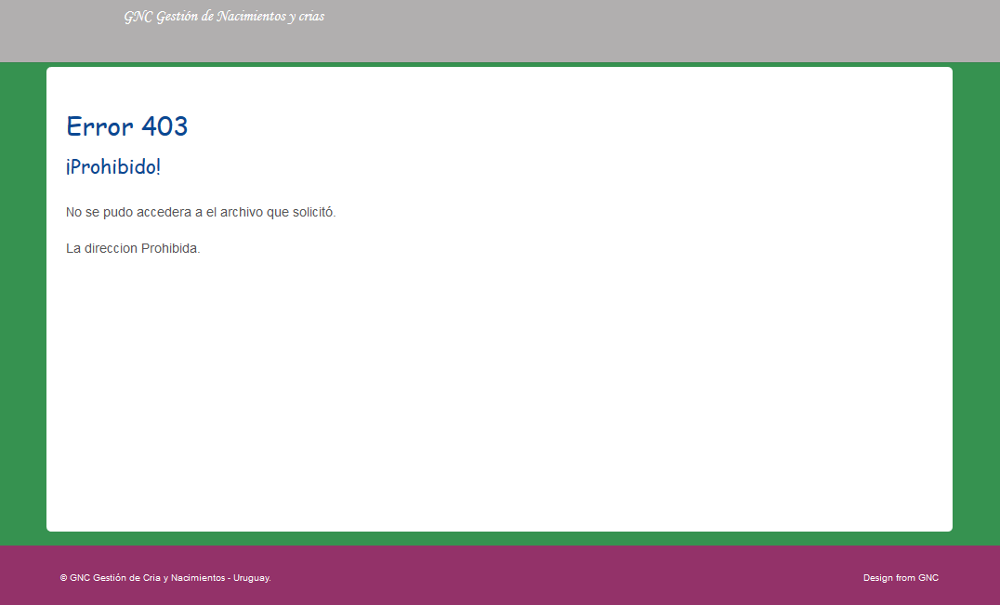 GNC Gestión de Nacimientos y crias
Error 403
¡Prohibido!
No se pudo accedera a el archivo que solicitó.
La direccion Prohibida.
© GNC Gestión de Cria y Nacimientos - Uruguay.
Design from GNC